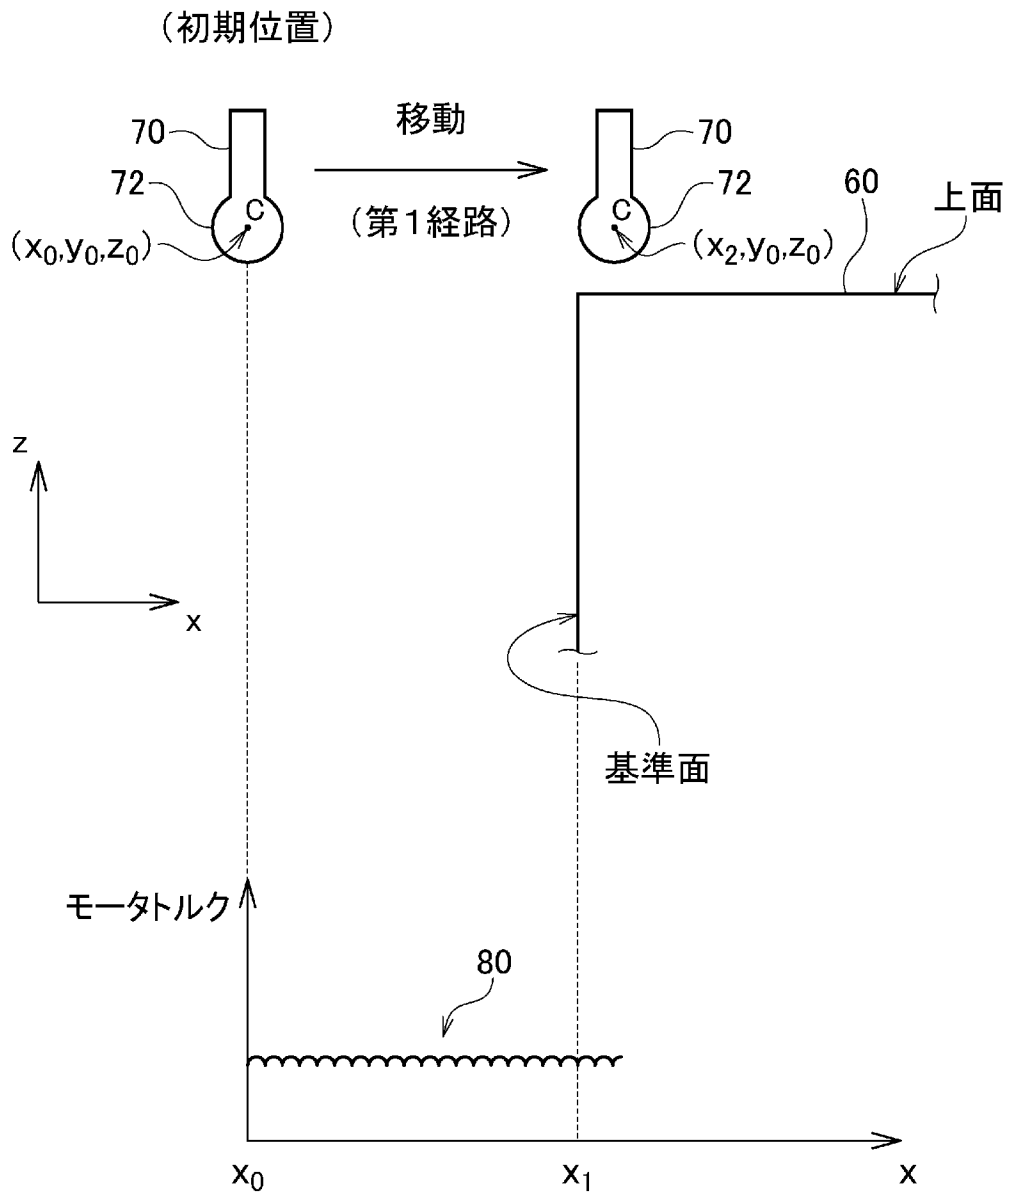 （初期位置）
70
移動
70
72
C
(x0,y0,z0)
（第１経路）
72
C
(x2,y0,z0)
60
上面
z
x
基準面
モータトルク
80
x0
x1
x